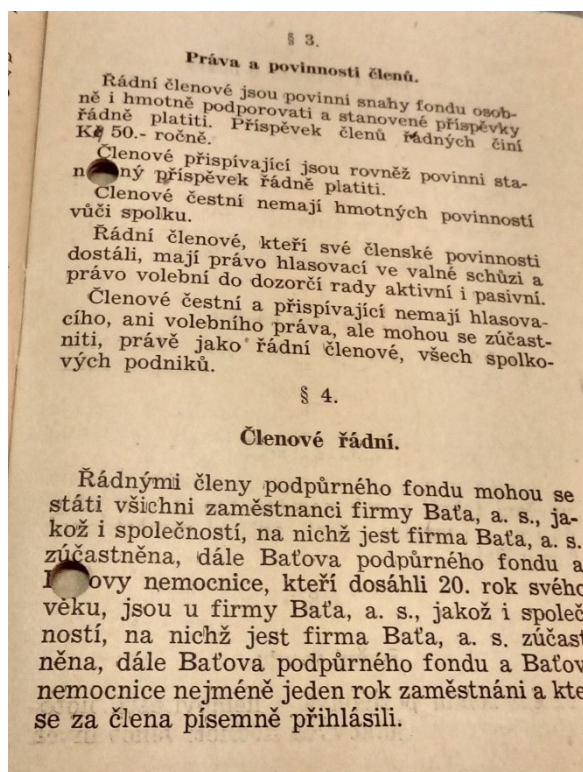 § 3.
Práva a povinnosti členů.
Řádní členové jsou povinni snahy fondu osob-
ně i hmotně podporovati a stanovené příspěvky
řádně platiti. Příspěvek členů řádných činí
Kč 50.- ročně.
Členové přispívající jsou rovněž povinni sta-
ný příspěvek řádně platiti.
Členové čestní nemají hmotných povinností
vůči spolku.
Řádní členové, kteří své členské povinnosti
dostáli, mají právo hlasovací ve valné schůzi a
právo volební do dozorčí rady aktivní i pasivní.
Členové čestní a přispívající nemají hlasova-
cího, ani volebního práva, ale mohou se zúčast-
niti, právě jako řádní členové, všech spolko-
vých podniků.
§ 4.
Členové řádní.
Řádnými členy podpůrného fondu mohou se
státi všichni zaměstnanci firmy Baťa, a. s., ja-
kož i společností, na nichž jest firma Baťa, a. s.
zúčastněna, dále Baťova podpůrného fondu a
ovy nemocnice, kteří dosáhli 20. rok svého
věku, jsou u firmy Baťa, a. s., jakož i společ
ností, na nichž jest firma Baťa, a. s. zúčast
něna, dále Baťova podpůrného fondu a Baťov
nemocnice nejméně jeden rok zaměstnáni a kte
se za člena písemně přihlásili.